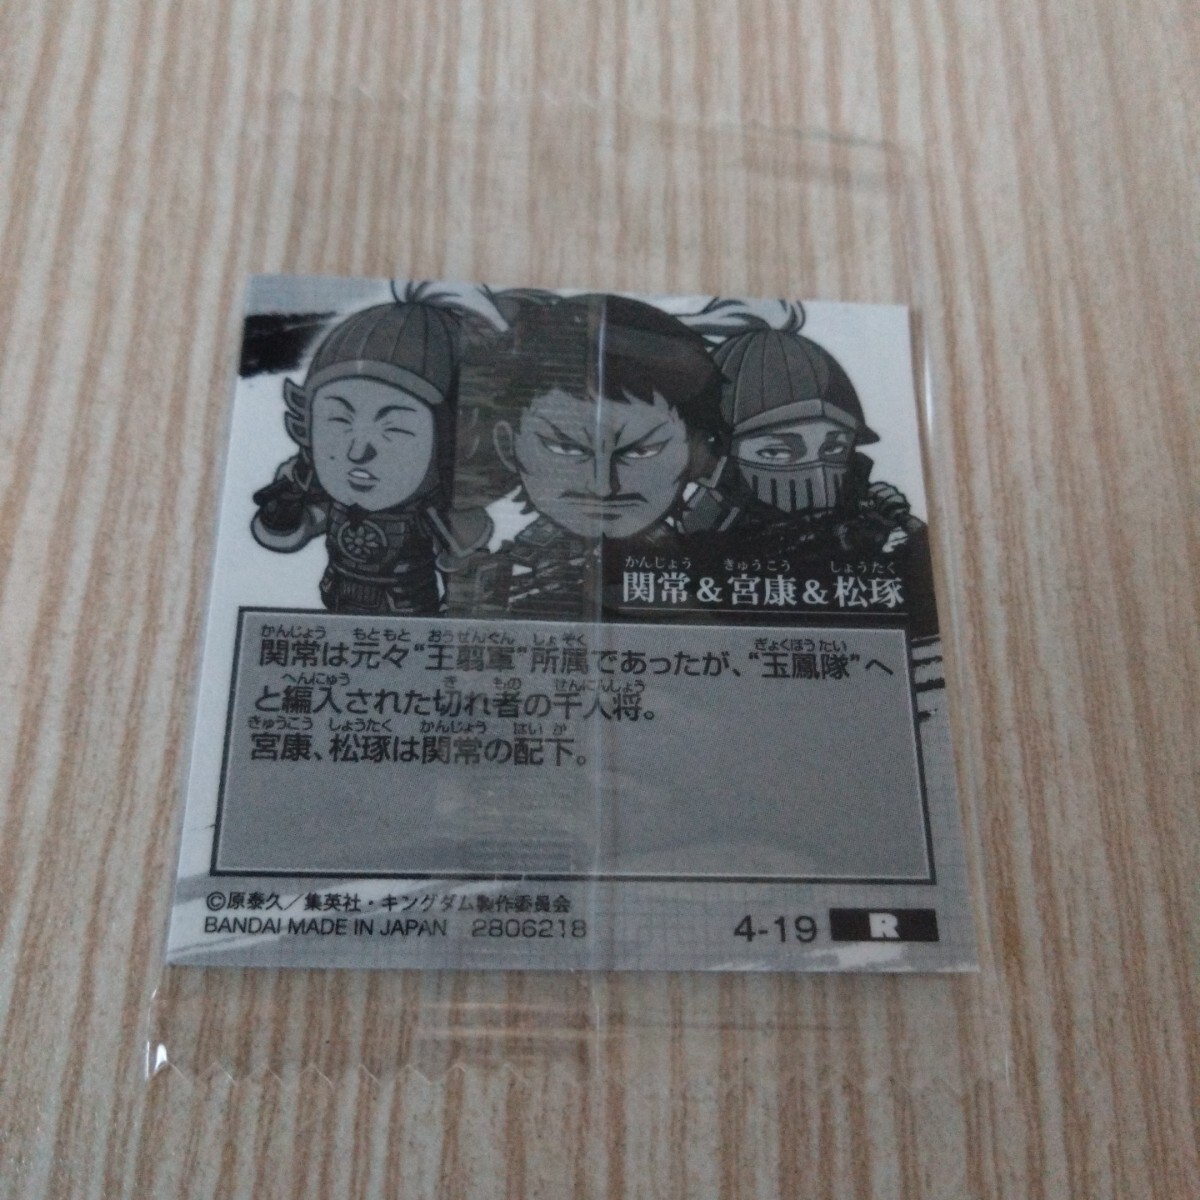 かんじょう きゅうこう しょうたく
関常&宮康&松琢
かんじょう もともと おうせんぐん しょぞく ぎょくほうたい
関常は元々“王翦軍”所属であったが、“玉鳳隊”へ
へんにゅう き もの せんにんしょう
と編入された切れ者の千人将。
きゅうこう しょうたく かんじょう はいか
宮康、松琢は関常の配下。
©原泰久/集英社・キングダム製作委員会
BANDAI MADE IN JAPAN 2806218
4-19 R